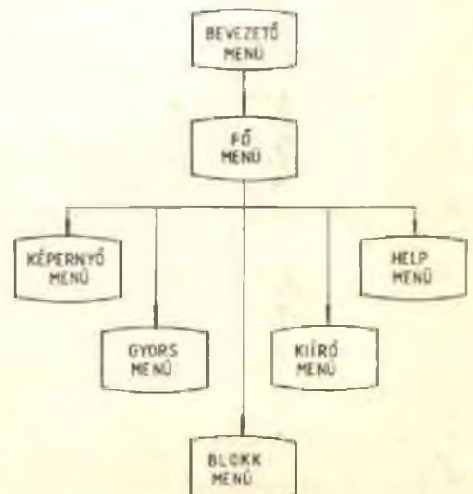 BEVEZETŐ
MENÜ
FŐ
MENÜ
KÉPERNYŐ
MENÜ
HELP
MENÜ
GYORS
MENÜ
KIÍRÓ
MENÜ
BLOKK
MENÜ